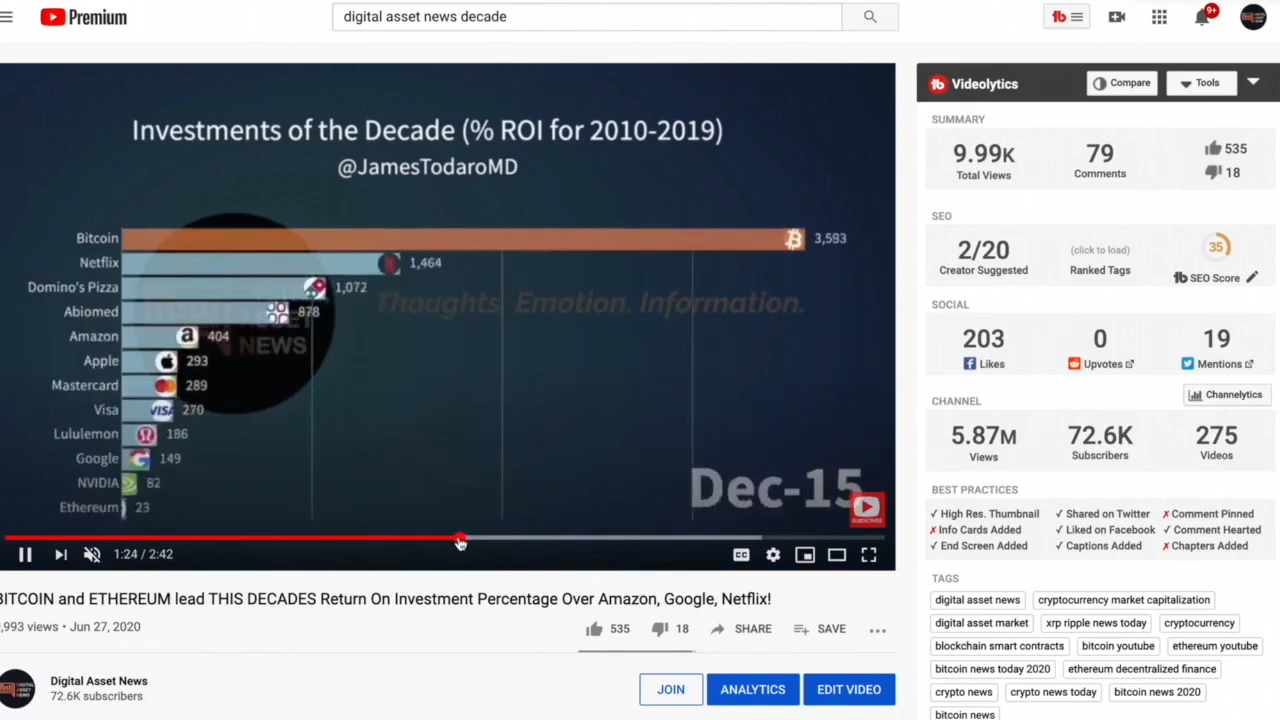 Premium
digital asset news decade
9+
Investments of the Decade (% ROI for 2010-2019)
@JamesTodaroMD
Bitcoin 3,593
Netflix 1,464
Domino's Pizza 1,072
Abiomed 878
Thoughts. Emotion. Information.
Amazon a 404
NEWS
Apple 293
Mastercard 289
Visa VISA 270
Lululemon 186
Google G 149
NVIDIA 82
Ethereum 23
Dec-15
SUBSCRIBE
1:24 / 2:42
CC
BITCOIN and ETHEREUM lead THIS DECADES Return On Investment Percentage Over Amazon, Google, Netflix!
,993 views • Jun 27, 2020
535 18 SHARE SAVE
Digital Asset News
72.6K subscribers
JOIN ANALYTICS EDIT VIDEO
tb Videolytics Compare Tools
SUMMARY
9.99K 79 535
Total Views Comments 18
SEO
2/20 (click to load) 35
Creator Suggested Ranked Tags tb SEO Score
SOCIAL
203 0 19
Likes Upvotes Mentions
CHANNEL Channelytics
5.87M 72.6K 275
Views Subscribers Videos
BEST PRACTICES
✓ High Res. Thumbnail ✓ Shared on Twitter ✗ Comment Pinned
✗ Info Cards Added ✓ Liked on Facebook ✓ Comment Hearted
✓ End Screen Added ✓ Captions Added ✗ Chapters Added
TAGS
digital asset news cryptocurrency market capitalization
digital asset market xrp ripple news today cryptocurrency
blockchain smart contracts bitcoin youtube ethereum youtube
bitcoin news today 2020 ethereum decentralized finance
crypto news crypto news today bitcoin news 2020
bitcoin news